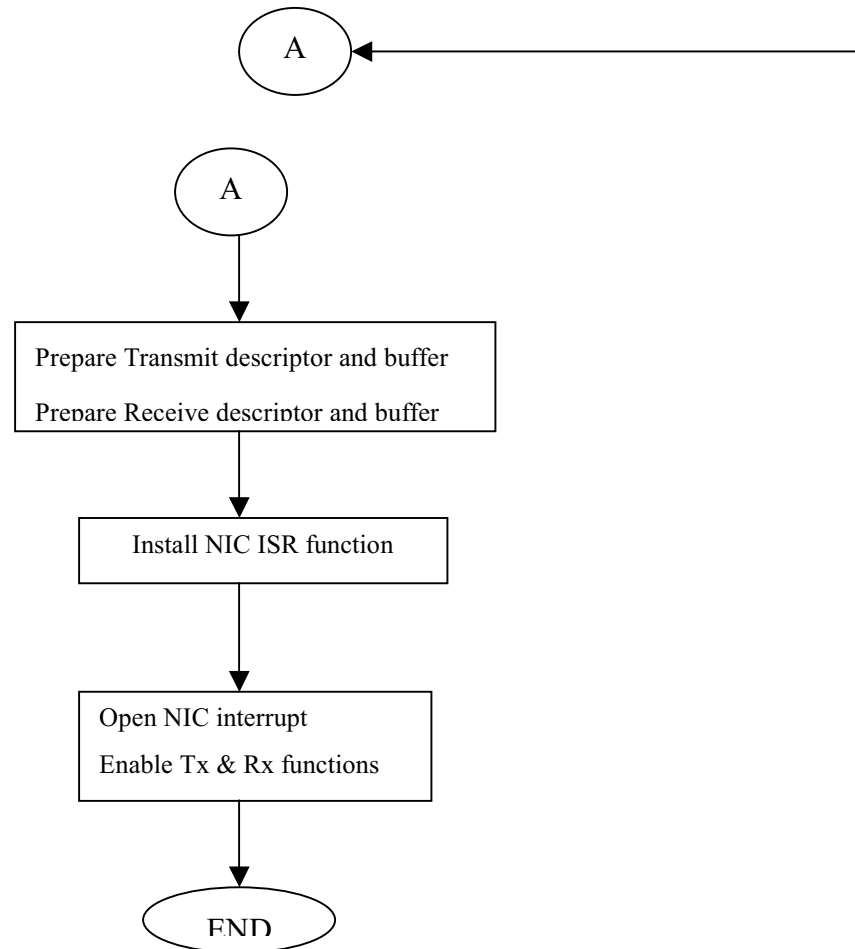 A
A
Prepare Transmit descriptor and buffer
Prepare Receive descriptor and buffer
Install NIC ISR function
Open NIC interrupt
Enable Tx & Rx functions
END